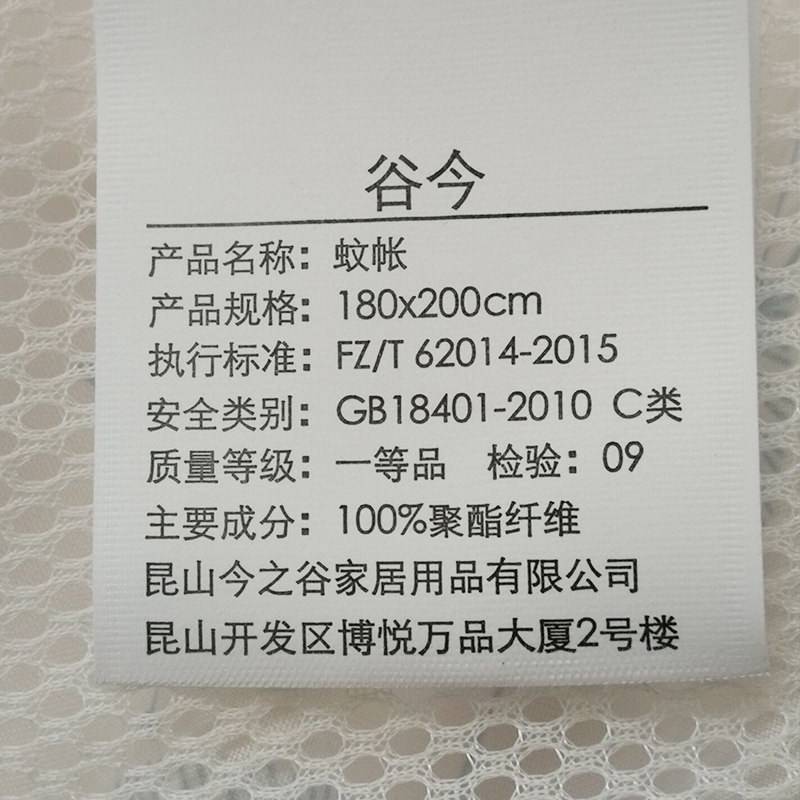 谷今
产品名称：蚊帐
产品规格：180x200cm
执行标准：FZ/T 62014-2015
安全类别：GB18401-2010 C类
质量等级：一等品 检验：09
主要成分：100%聚酯纤维
昆山今之谷家居用品有限公司
昆山开发区博悦万品大厦2号楼